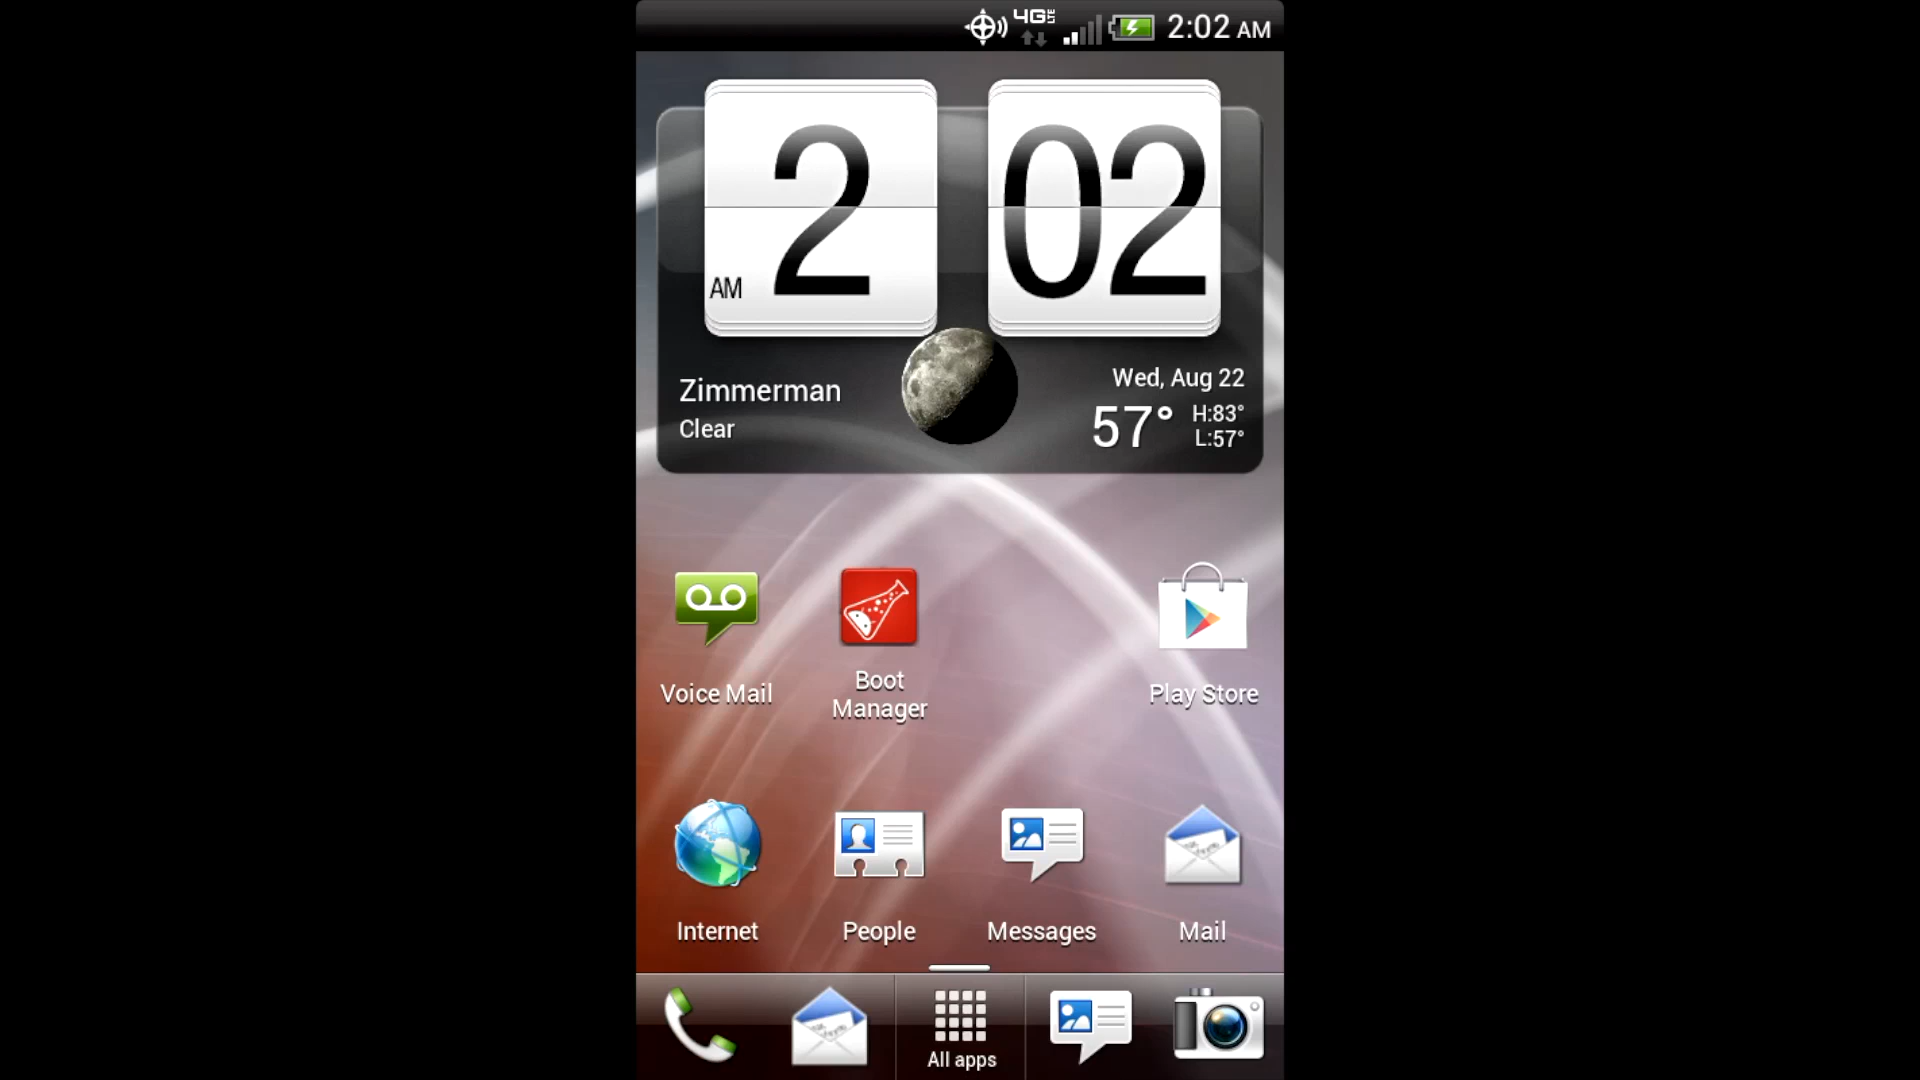 4G LTE 2:02 AM
2 02
AM
Zimmerman
Clear
Wed, Aug 22
57° H:83°
L:57°
Voice Mail
Boot
Manager
Play Store
Internet
People
Messages
Mail
All apps